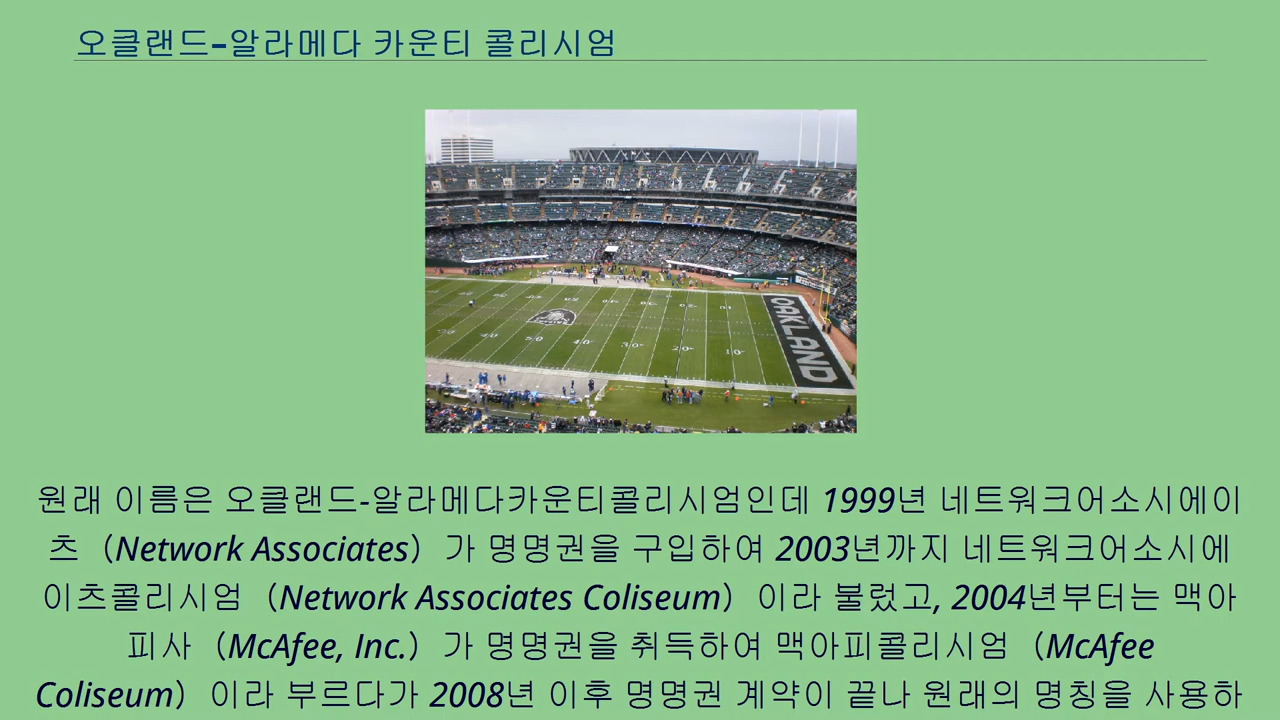 오클랜드–알라메다 카운티 콜리시엄
OAKLAND
원래 이름은 오클랜드-알라메다카운티콜리시엄인데 1999년 네트워크어소시에이
츠（Network Associates）가 명명권을 구입하여 2003년까지 네트워크어소시에
이츠콜리시엄（Network Associates Coliseum）이라 불렀고, 2004년부터는 맥아
피사（McAfee, Inc.）가 명명권을 취득하여 맥아피콜리시엄（McAfee
Coliseum）이라 부르다가 2008년 이후 명명권 계약이 끝나 원래의 명칭을 사용하